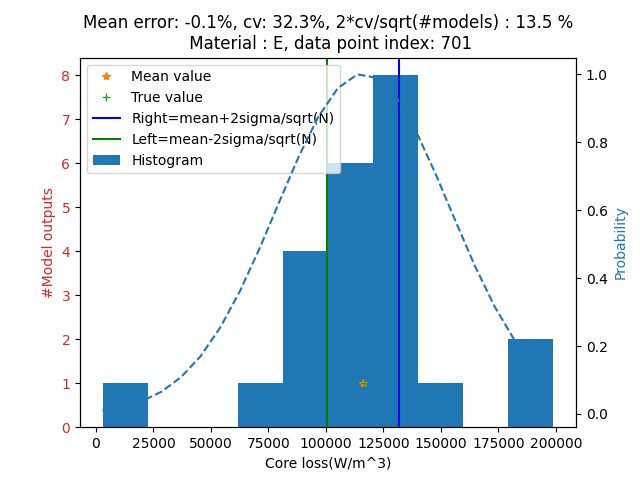 Mean error: -0.1%, cv: 32.3%, 2*cv/sqrt(#models) : 13.5 %
Material : E, data point index: 701
Mean value
True value
Right=mean+2sigma/sqrt(N)
Left=mean-2sigma/sqrt(N)
Histogram
#Model outputs
8
7
6
5
4
3
2
1
0
Probability
1.0
0.8
0.6
0.4
0.2
0.0
0 25000 50000 75000 100000 125000 150000 175000 200000
Core loss(W/m^3)